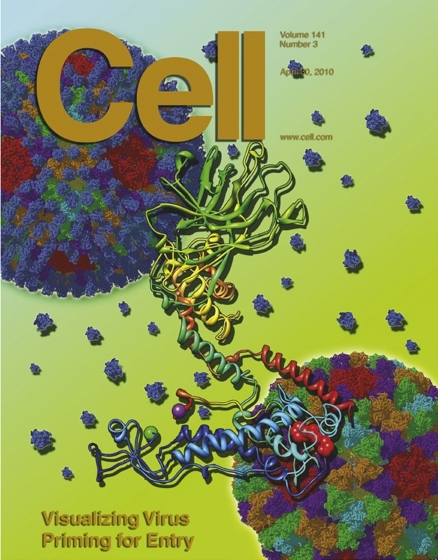 Cell
Volume 141
Number 3
April 30, 2010
www.cell.com
Visualizing Virus
Priming for Entry